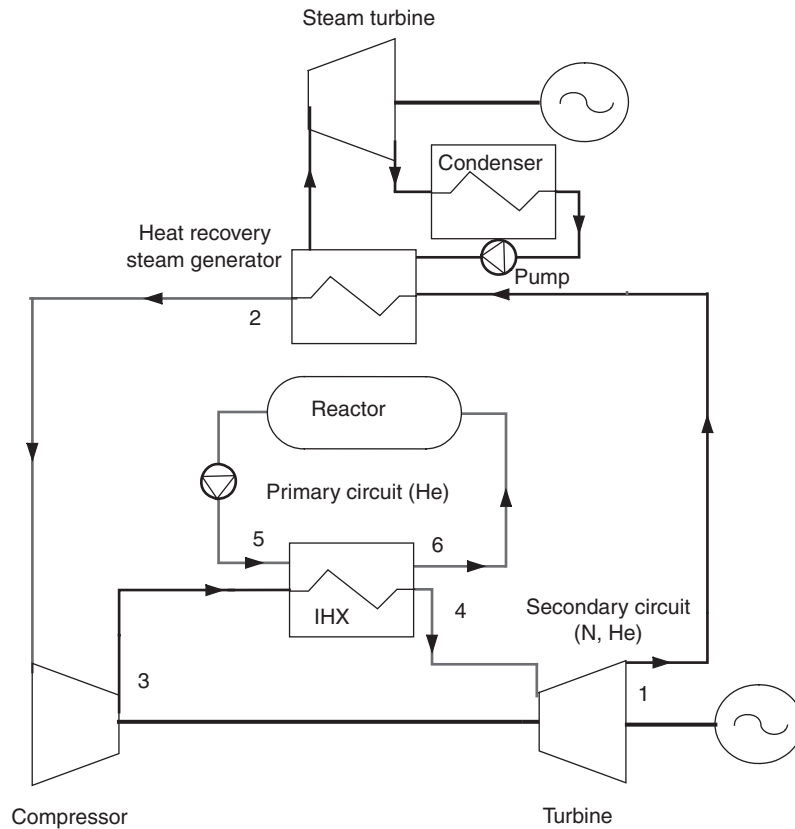 Steam turbine
Condenser
Heat recovery
steam generator
Pump
2
Reactor
Primary circuit (He)
5
6
IHX
4
Secondary circuit
(N, He)
3
1
Compressor
Turbine